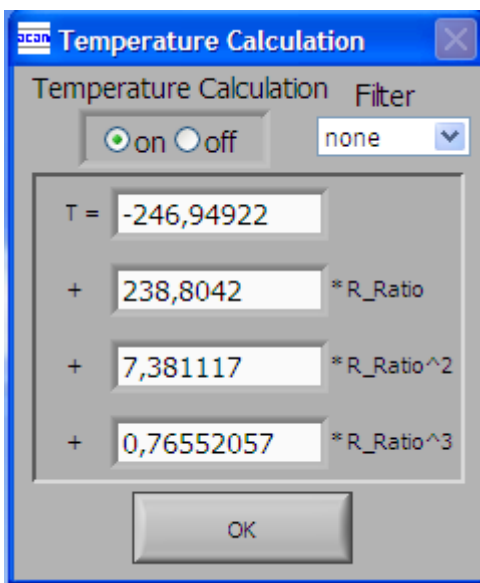 acan Temperature Calculation
Temperature Calculation Filter
on off none
T = -246,94922
+ 238,8042 * R_Ratio
+ 7,381117 * R_Ratio^2
+ 0,76552057 * R_Ratio^3
OK